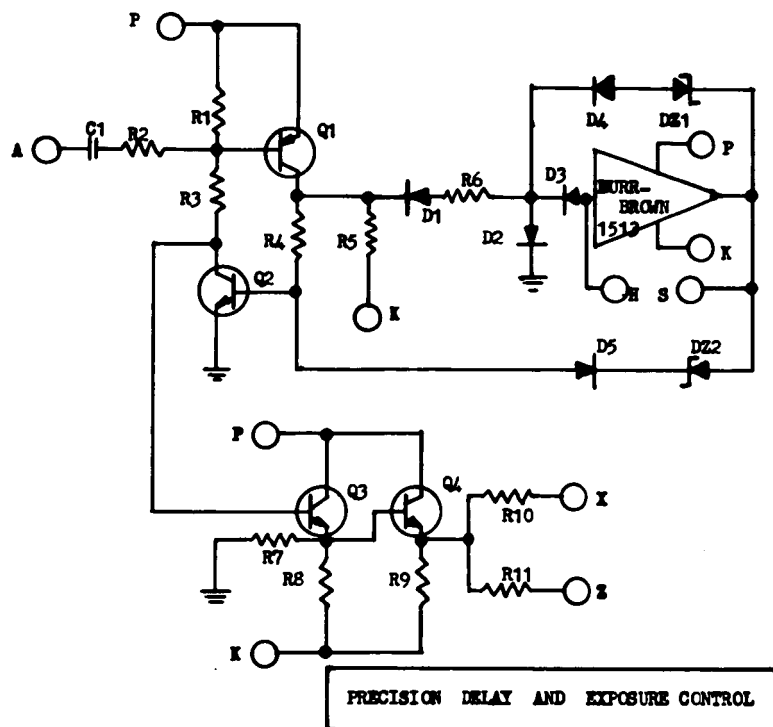 P
R1
Q1
D4
DZ1
A
C1
R2
P
R3
D3
BURR-
BROWN
1513
R6
D1
R4
R5
D2
K
Q2
H
S
K
D5
DZ2
P
Q3
Q4
R10
X
R7
R8
R9
R11
Z
K
PRECISION DELAY AND EXPOSURE CONTROL